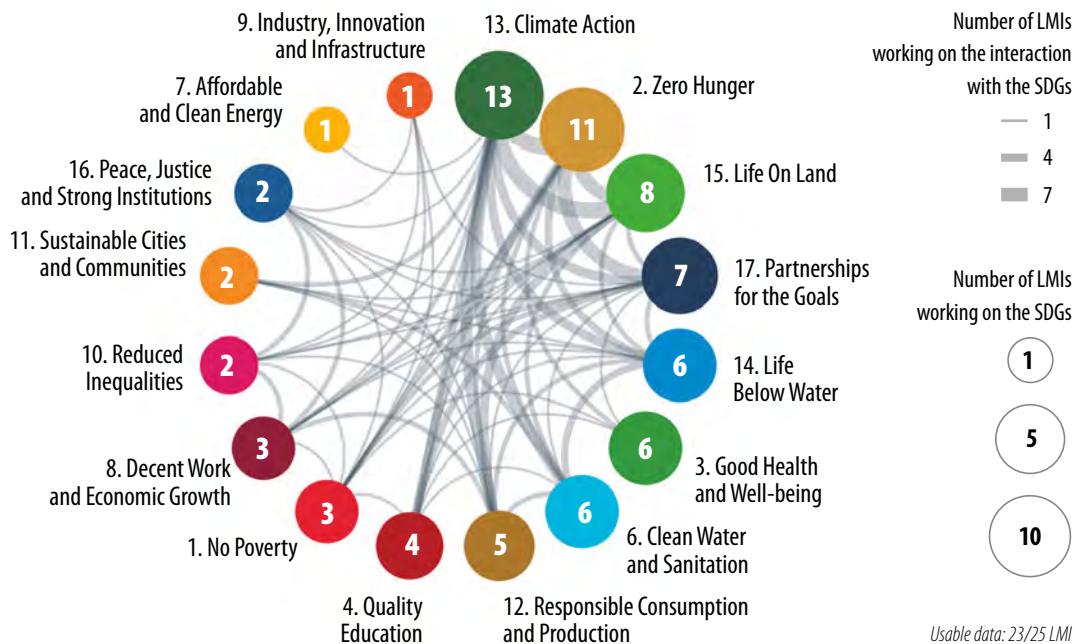 9. Industry, Innovation
and Infrastructure
1
13. Climate Action
13
2. Zero Hunger
11
15. Life On Land
8
17. Partnerships
for the Goals
7
14. Life
Below Water
6
3. Good Health
and Well-being
6
6. Clean Water
and Sanitation
6
12. Responsible Consumption
and Production
5
4. Quality
Education
4
1. No Poverty
3
8. Decent Work
and Economic Growth
3
10. Reduced
Inequalities
2
11. Sustainable Cities
and Communities
2
16. Peace, Justice
and Strong Institutions
2
7. Affordable
and Clean Energy
1
Number of LMIs
working on the interaction
with the SDGs
1
4
7
Number of LMIs
working on the SDGs
1
5
10
Usable data: 23/25 LMI